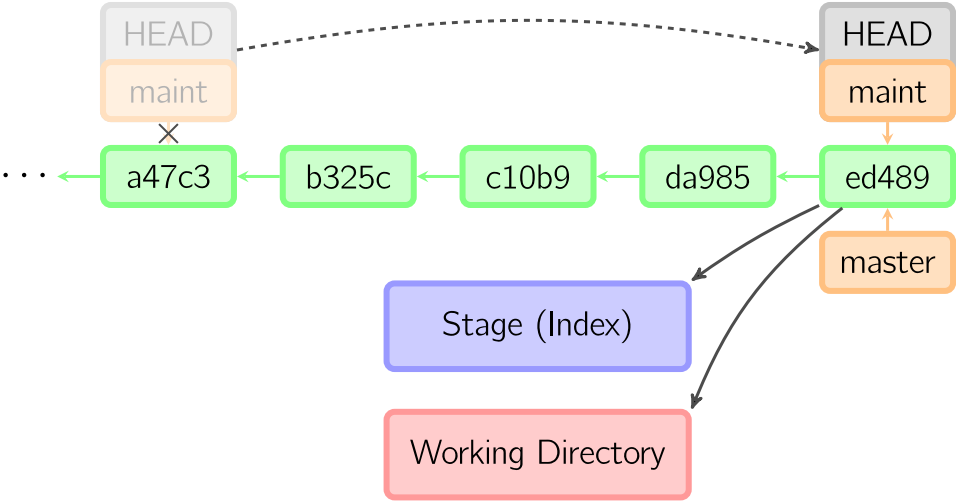 HEAD HEAD
maint maint
... a47c3 b325c c10b9 da985 ed489
master
Stage (Index)
Working Directory